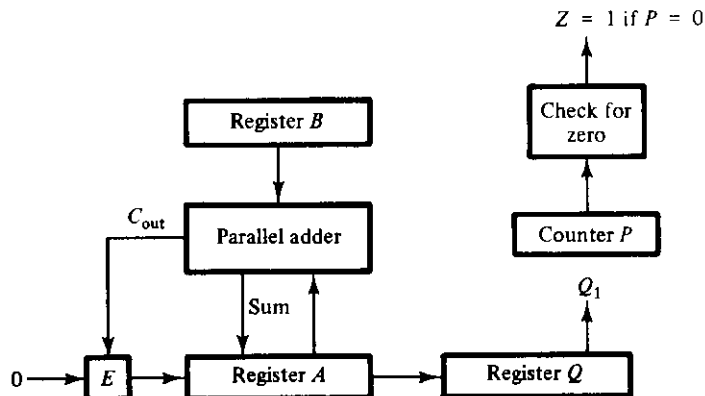 Z = 1 if P = 0
Check for
zero
Register B
Counter P
C_out
Parallel adder
Sum
Q_1
0
E
Register A
Register Q